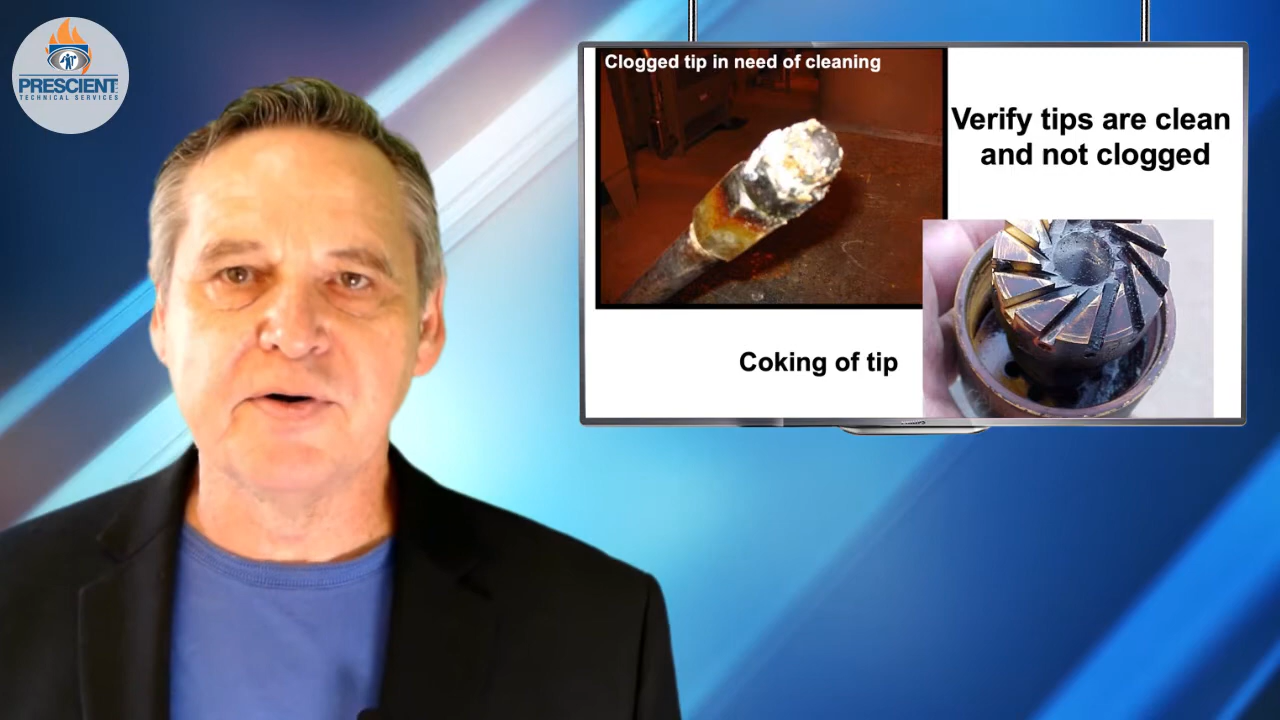 PRESCIENT
TECHNICAL SERVICES
Clogged tip in need of cleaning
Verify tips are clean
and not clogged
Coking of tip